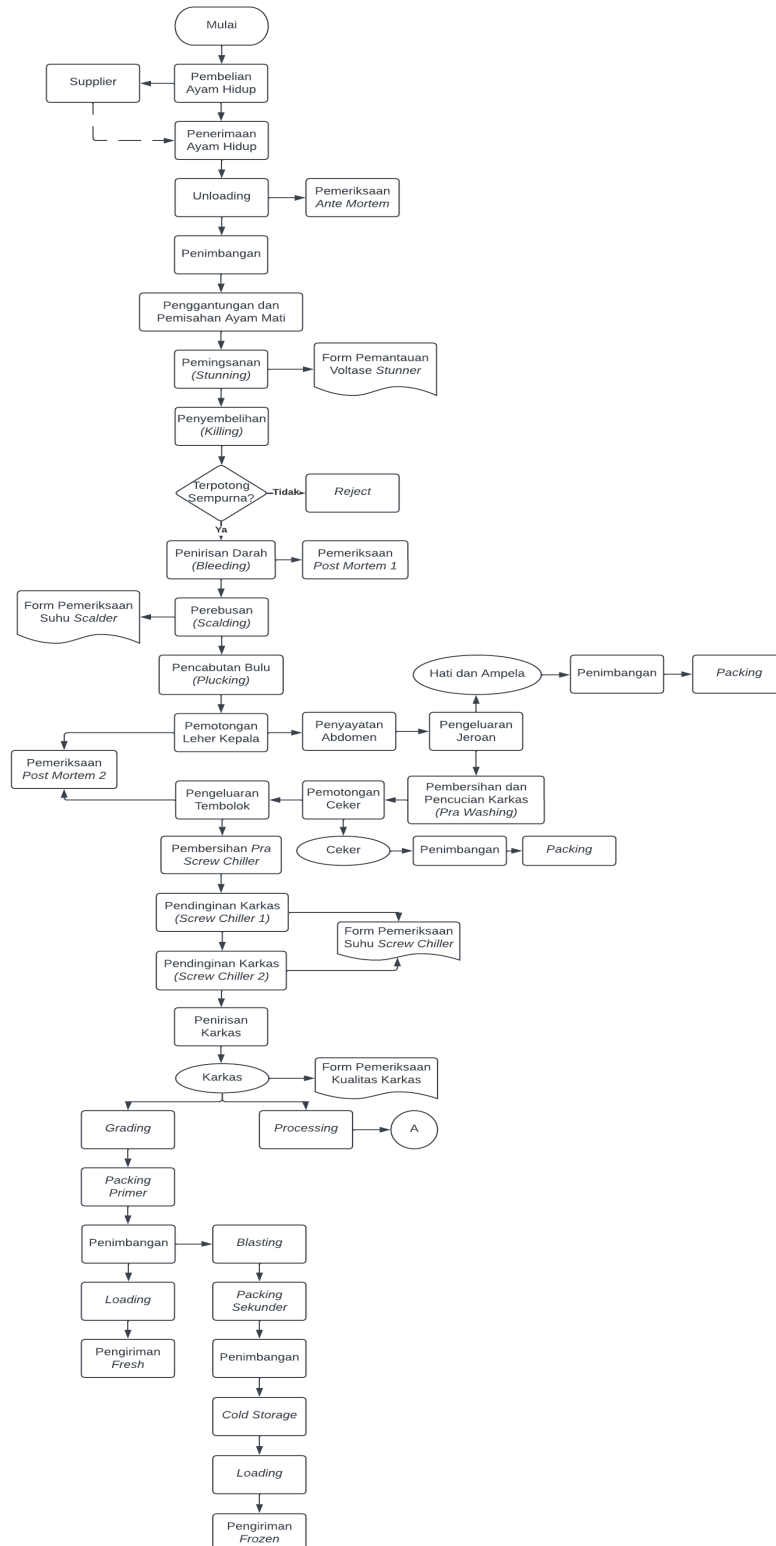 Mulai
Supplier
Pembelian
Ayam Hidup
Penerimaan
Ayam Hidup
Unloading
Pemeriksaan
Ante Mortem
Penimbangan
Penggantungan dan
Pemisahan Ayam Mati
Pemingsanan
(Stunning)
Form Pemantauan
Voltase Stunner
Penyembelihan
(Killing)
Terpotong
Sempurna?
Tidak
Reject
Ya
Penirisan Darah
(Bleeding)
Pemeriksaan
Post Mortem 1
Form Pemeriksaan
Suhu Scalder
Perebusan
(Scalding)
Pencabutan Bulu
(Plucking)
Hati dan Ampela
Penimbangan
Packing
Pemotongan
Leher Kepala
Penyayatan
Abdomen
Pengeluaran
Jeroan
Pemeriksaan
Post Mortem 2
Pengeluaran
Tembolok
Pemotongan
Ceker
Pembersihan dan
Pencucian Karkas
(Pra Washing)
Pembersihan Pra
Screw Chiller
Ceker
Penimbangan
Packing
Pendinginan Karkas
(Screw Chiller 1)
Form Pemeriksaan
Suhu Screw Chiller
Pendinginan Karkas
(Screw Chiller 2)
Penirisan
Karkas
Karkas
Form Pemeriksaan
Kualitas Karkas
Grading
Processing
A
Packing
Primer
Penimbangan
Blasting
Loading
Packing
Sekunder
Pengiriman
Fresh
Penimbangan
Cold Storage
Loading
Pengiriman
Frozen